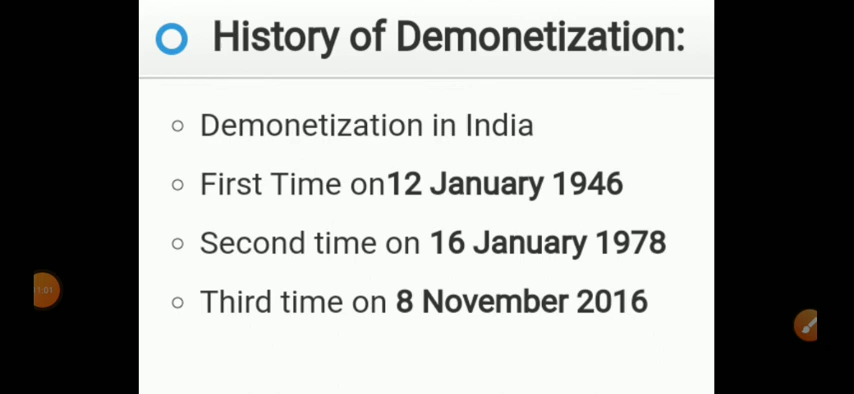 History of Demonetization:
Demonetization in India
First Time on12 January 1946
Second time on 16 January 1978
Third time on 8 November 2016